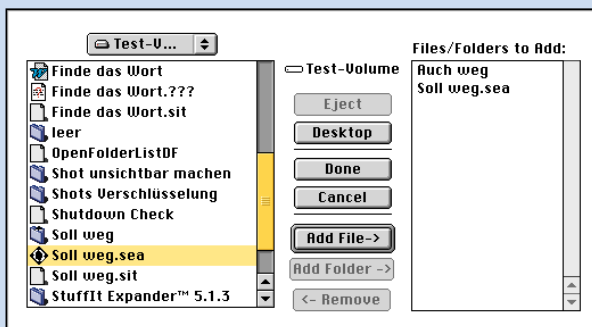 Test-V...
Finde das Wort
Finde das Wort.???
Finde das Wort.sit
leer
OpenFolderListDF
Shot unsichtbar machen
Shots Verschlüsselung
Shutdown Check
Soll weg
Soll weg.sea
Soll weg.sit
StuffIt Expander™ 5.1.3
Test-Volume
Eject
Desktop
Done
Cancel
Add File->
Add Folder ->
<- Remove
Files/Folders to Add:
Auch weg
Soll weg.sea